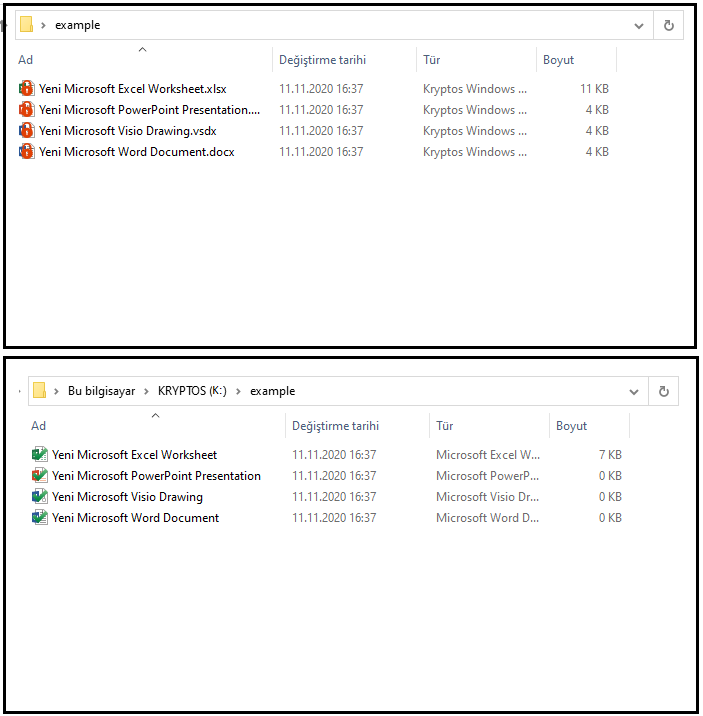 example
Ad Değiştirme tarihi Tür Boyut
Yeni Microsoft Excel Worksheet.xlsx 11.11.2020 16:37 Kryptos Windows ... 11 KB
Yeni Microsoft PowerPoint Presentation.... 11.11.2020 16:37 Kryptos Windows ... 4 KB
Yeni Microsoft Visio Drawing.vsdx 11.11.2020 16:37 Kryptos Windows ... 4 KB
Yeni Microsoft Word Document.docx 11.11.2020 16:37 Kryptos Windows ... 4 KB
Bu bilgisayar KRYPTOS (K:) example
Ad Değiştirme tarihi Tür Boyut
Yeni Microsoft Excel Worksheet 11.11.2020 16:37 Microsoft Excel W... 7 KB
Yeni Microsoft PowerPoint Presentation 11.11.2020 16:37 Microsoft PowerP... 0 KB
Yeni Microsoft Visio Drawing 11.11.2020 16:37 Microsoft Visio Dr... 0 KB
Yeni Microsoft Word Document 11.11.2020 16:37 Microsoft Word D... 0 KB